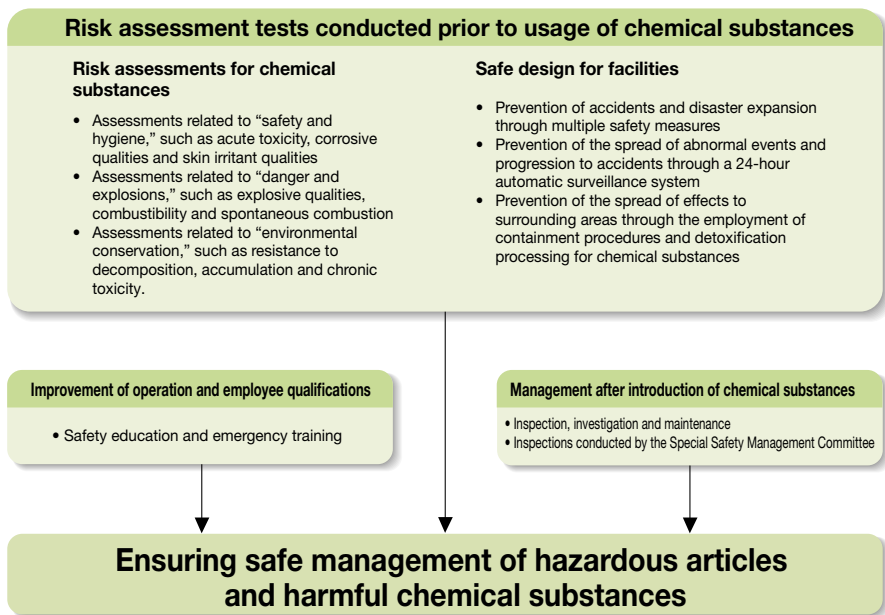 Risk assessment tests conducted prior to usage of chemical substances
Risk assessments for chemical
substances
• Assessments related to “safety and
hygiene,” such as acute toxicity, corrosive
qualities and skin irritant qualities
• Assessments related to “danger and
explosions,” such as explosive qualities,
combustibility and spontaneous combustion
• Assessments related to “environmental
conservation,” such as resistance to
decomposition, accumulation and chronic
toxicity.
Safe design for facilities
• Prevention of accidents and disaster expansion
through multiple safety measures
• Prevention of the spread of abnormal events and
progression to accidents through a 24-hour
automatic surveillance system
• Prevention of the spread of effects to
surrounding areas through the employment of
containment procedures and detoxification
processing for chemical substances
Improvement of operation and employee qualifications
• Safety education and emergency training
Management after introduction of chemical substances
• Inspection, investigation and maintenance
• Inspections conducted by the Special Safety Management Committee
Ensuring safe management of hazardous articles
and harmful chemical substances